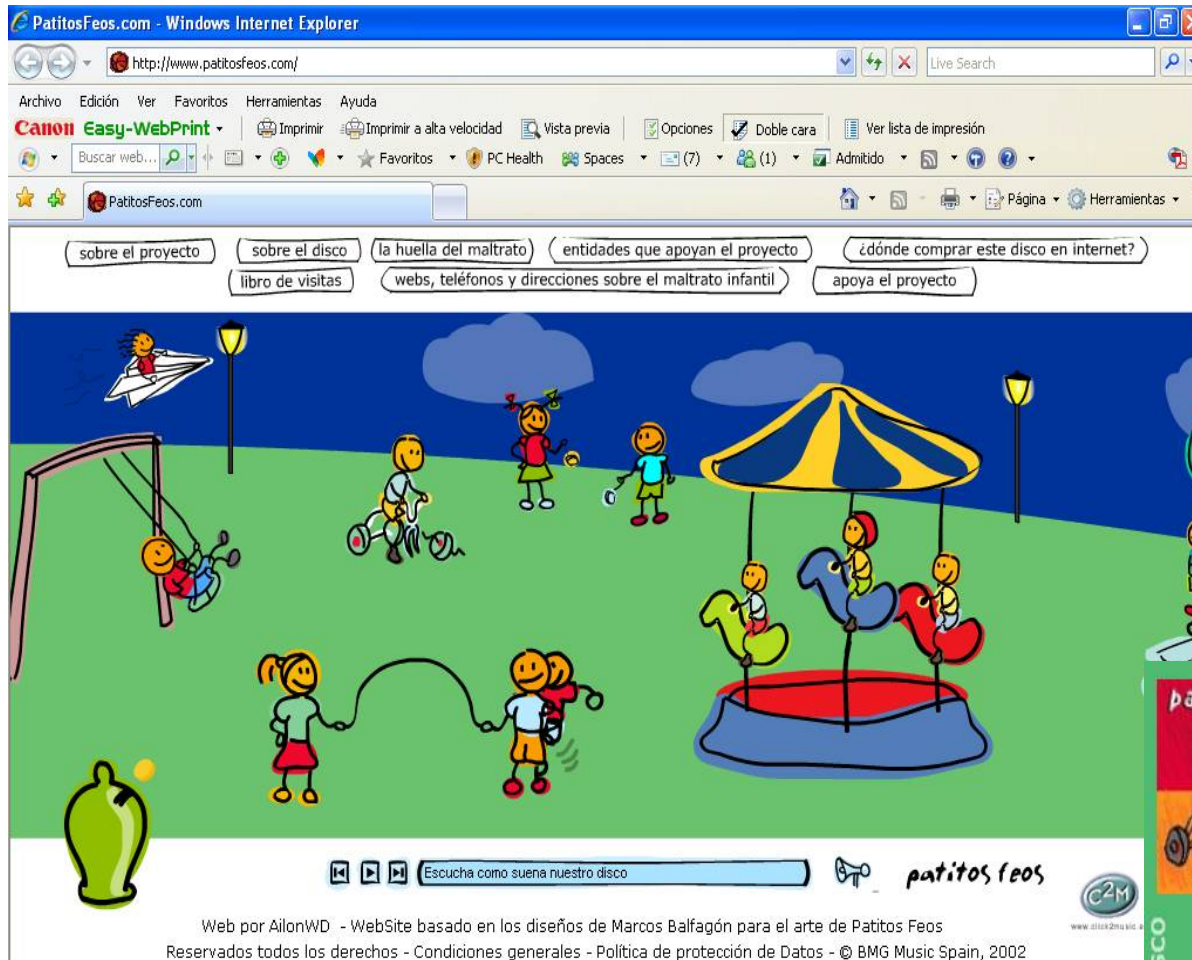 PatitosFeos.com - Windows Internet Explorer
http://www.patitosfeos.com/
Live Search
Archivo Edición Ver Favoritos Herramientas Ayuda
Canon Easy-WebPrint Imprimir Imprimir a alta velocidad Vista previa Opciones Doble cara Ver lista de impresión
Buscar web... Favoritos PC Health Spaces (7) (1) Admitido
PatitosFeos.com
Página Herramientas
sobre el proyecto sobre el disco la huella del maltrato entidades que apoyan el proyecto ¿dónde comprar este disco en internet?
libro de visitas webs, teléfonos y direcciones sobre el maltrato infantil apoya el proyecto
pa
Escucha como suena nuestro disco
patitos feos
C2M
Web por AilonWD - WebSite basado en los diseños de Marcos Balfagón para el arte de Patitos Feos
Reservados todos los derechos - Condiciones generales - Política de protección de Datos - © BMG Music Spain, 2002